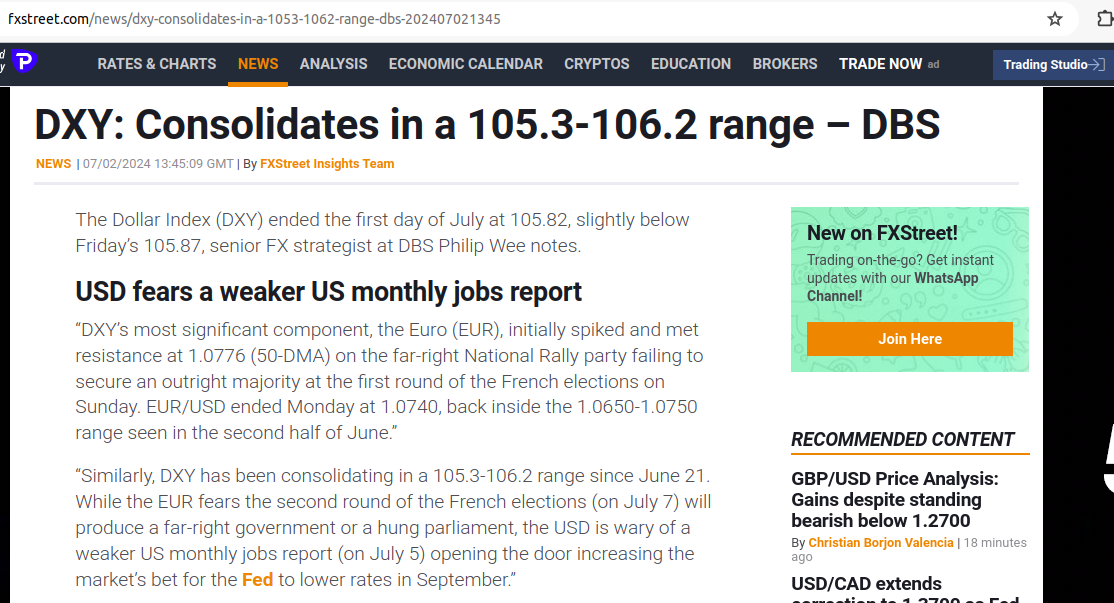 fxstreet.com/news/dxy-consolidates-in-a-1053-1062-range-dbs-202407021345
RATES & CHARTS NEWS ANALYSIS ECONOMIC CALENDAR CRYPTOS EDUCATION BROKERS TRADE NOW ad Trading Studio
DXY: Consolidates in a 105.3-106.2 range – DBS
NEWS | 07/02/2024 13:45:09 GMT | By FXStreet Insights Team
The Dollar Index (DXY) ended the first day of July at 105.82, slightly below
Friday’s 105.87, senior FX strategist at DBS Philip Wee notes.
USD fears a weaker US monthly jobs report
“DXY’s most significant component, the Euro (EUR), initially spiked and met
resistance at 1.0776 (50-DMA) on the far-right National Rally party failing to
secure an outright majority at the first round of the French elections on
Sunday. EUR/USD ended Monday at 1.0740, back inside the 1.0650-1.0750
range seen in the second half of June.”
“Similarly, DXY has been consolidating in a 105.3-106.2 range since June 21.
While the EUR fears the second round of the French elections (on July 7) will
produce a far-right government or a hung parliament, the USD is wary of a
weaker US monthly jobs report (on July 5) opening the door increasing the
market’s bet for the Fed to lower rates in September.”
New on FXStreet!
Trading on-the-go? Get instant
updates with our WhatsApp
Channel!
Join Here
RECOMMENDED CONTENT
GBP/USD Price Analysis:
Gains despite standing
bearish below 1.2700
By Christian Borjon Valencia | 18 minutes
ago
USD/CAD extends